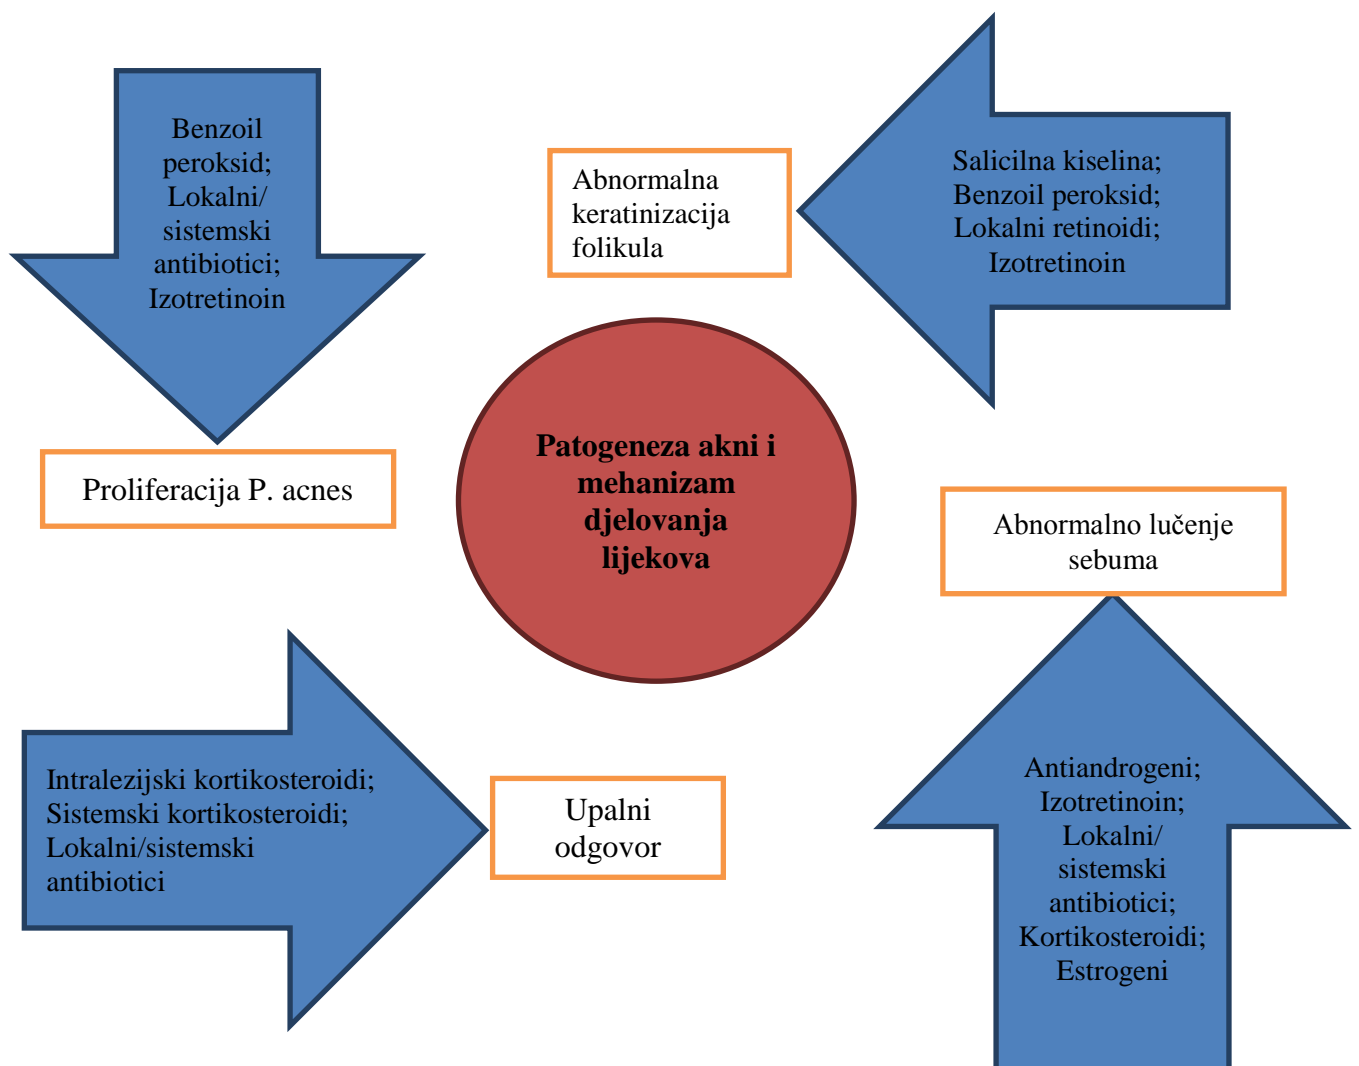 Benzoil
peroksid;
Lokalni/
sistemski
antibiotici;
Izotretinoin
Proliferacija P. acnes
Abnormalna
keratinizacija
folikula
Salicilna kiselina;
Benzoil peroksid;
Lokalni retinoidi;
Izotretinoin
Patogeneza akni i
mehanizam
djelovanja
lijekova
Abnormalno lučenje
sebuma
Antiandrogeni;
Izotretinoin;
Lokalni/
sistemski
antibiotici;
Kortikosteroidi;
Estrogeni
Intralezijski kortikosteroidi;
Sistemski kortikosteroidi;
Lokalni/sistemski
antibiotici
Upalni
odgovor